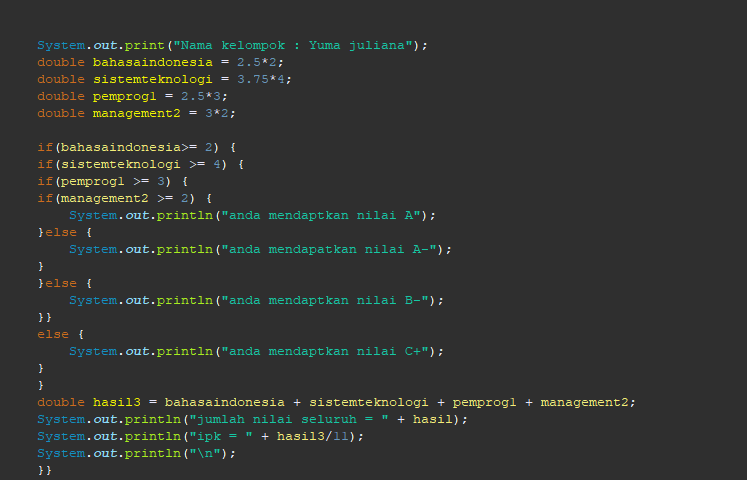 System.out.print("Nama kelompok : Yuma juliana");
double bahasaindonesia = 2.5*2;
double sistemteknologi = 3.75*4;
double pemprog1 = 2.5*3;
double management2 = 3*2;
if(bahasaindonesia>= 2) {
if(sistemteknologi >= 4) {
if(pemprog1 >= 3) {
if(management2 >= 2) {
System.out.println("anda mendaptkan nilai A");
}else {
System.out.println("anda mendapatkan nilai A-");
}
}else {
System.out.println("anda mendaptkan nilai B-");
}}
else {
System.out.println("anda mendaptkan nilai C+");
}
}
double hasil3 = bahasaindonesia + sistemteknologi + pemprog1 + management2;
System.out.println("jumlah nilai seluruh = " + hasil);
System.out.println("ipk = " + hasil3/11);
System.out.println("\n");
}}